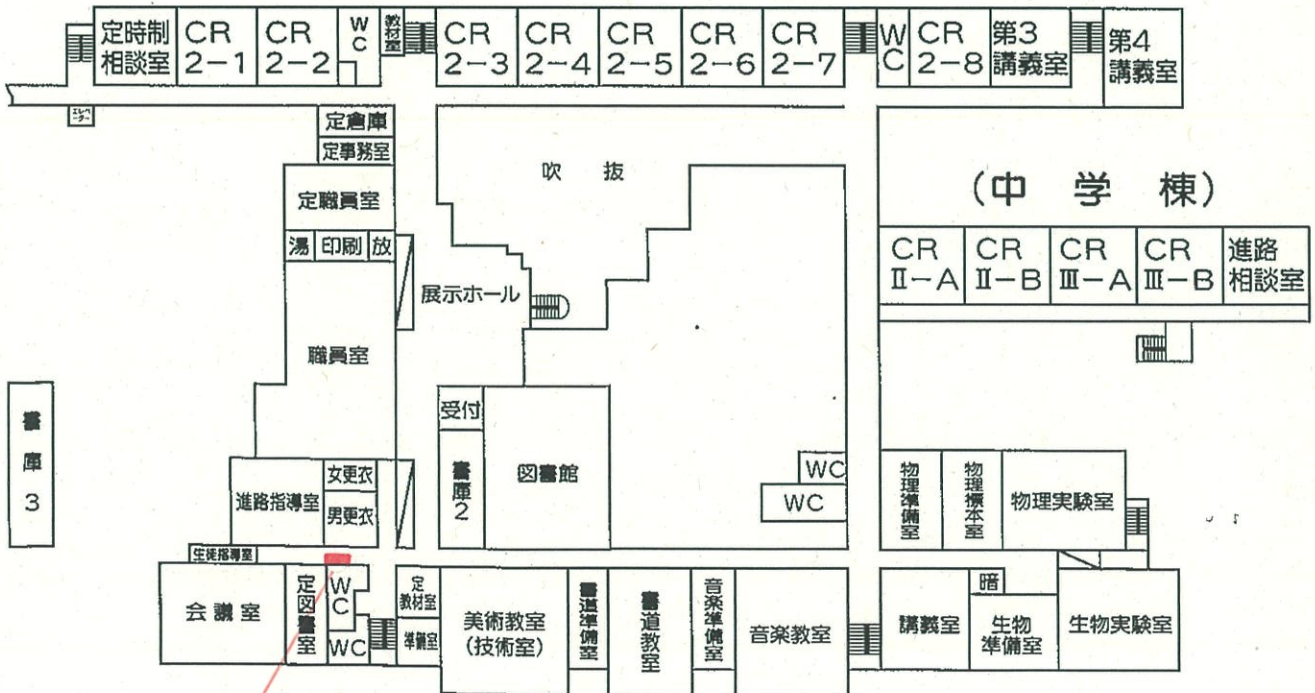 定時制
相談室
CR
2-1
CR
2-2
WC
教材室
CR
2-3
CR
2-4
CR
2-5
CR
2-6
CR
2-7
WC
CR
2-8
第3
講義室
第4
講義室
定倉庫
定事務室
定職員室
湯
印刷
放
吹 抜
(中 学 棟)
CR
Ⅱ-A
CR
Ⅱ-B
CR
Ⅲ-A
CR
Ⅲ-B
進路
相談室
展示ホール
職員室
書庫3
受付
書庫2
図書館
WC
WC
進路指導室
女更衣
男更衣
物理準備室
物理標本室
物理実験室
生徒指導室
会議室
定図書室
WC
WC
定
教材室
準備室
美術教室
(技術室)
書道準備室
書道教室
音楽準備室
音楽教室
講義室
暗
生物
準備室
生物実験室